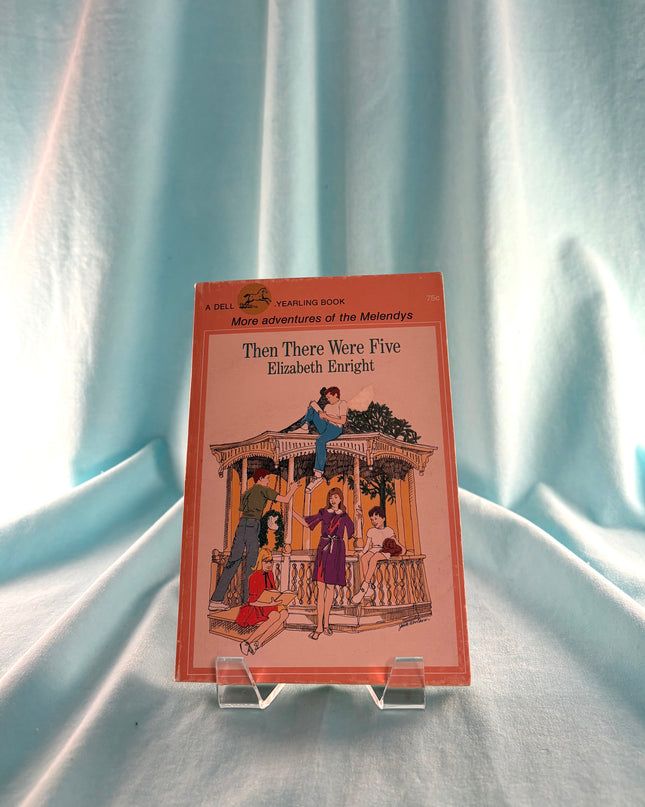 A DELL YEARLING BOOK
75c
More adventures of the Melendys
Then There Were Five
Elizabeth Enright